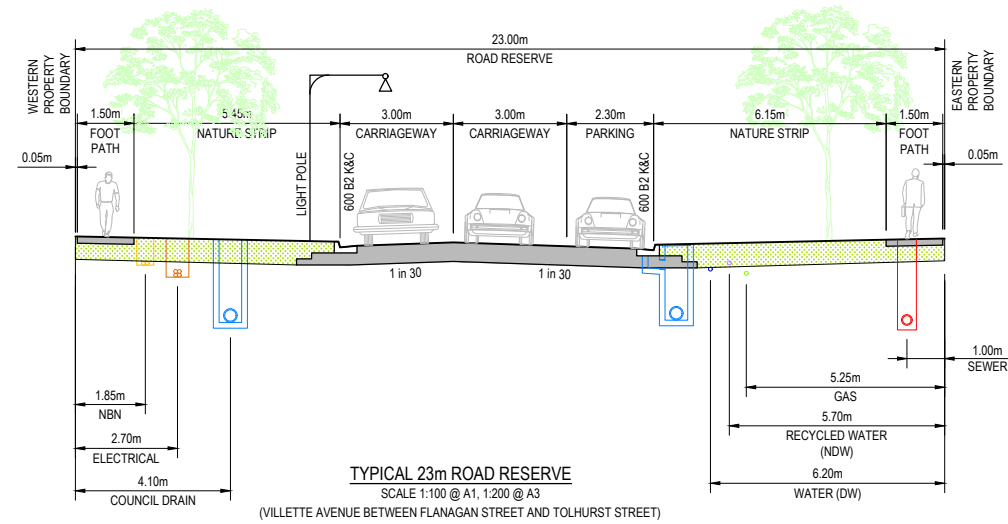 23.00m
ROAD RESERVE
WESTERN
PROPERTY
BOUNDARY
EASTERN
PROPERTY
BOUNDARY
1.50m
FOOT
PATH
5.45m
NATURE STRIP
3.00m
CARRIAGEWAY
3.00m
CARRIAGEWAY
2.30m
PARKING
6.15m
NATURE STRIP
1.50m
FOOT
PATH
0.05m
0.05m
LIGHT POLE
600 B2 K&C
600 B2 K&C
1 in 30
1 in 30
1.00m
SEWER
1.85m
NBN
5.25m
GAS
2.70m
ELECTRICAL
5.70m
RECYCLED WATER
(NDW)
4.10m
COUNCIL DRAIN
6.20m
WATER (DW)
TYPICAL 23m ROAD RESERVE
SCALE 1:100 @ A1, 1:200 @ A3
(VILLETTE AVENUE BETWEEN FLANAGAN STREET AND TOLHURST STREET)